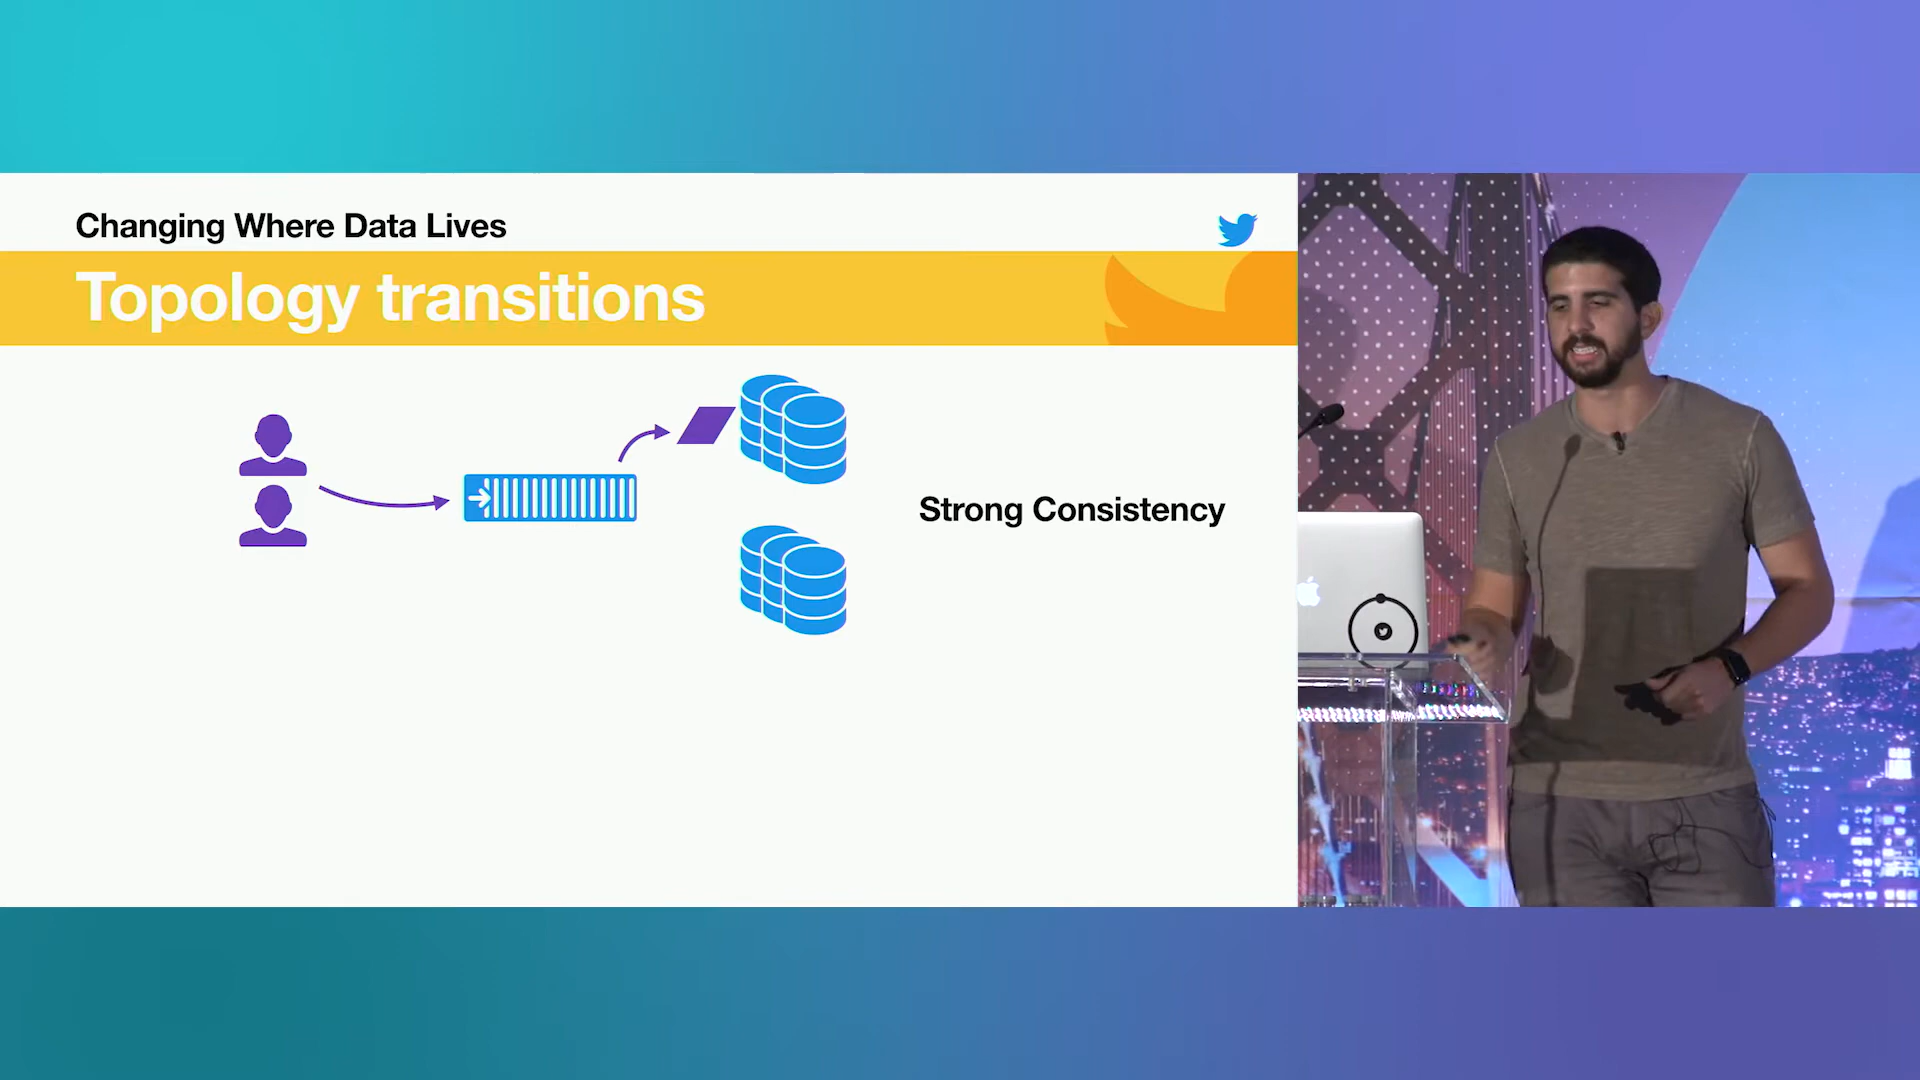 Changing Where Data Lives
Topology transitions
Strong Consistency